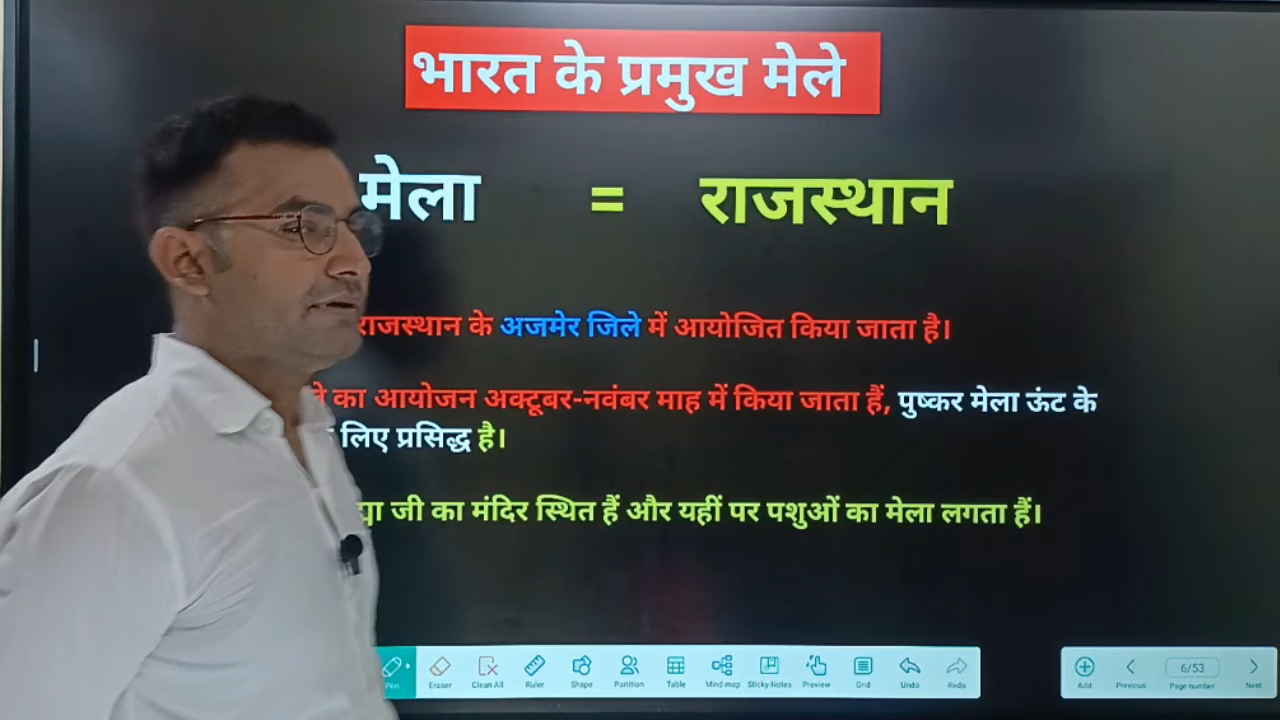 भारत के प्रमुख मेले
मेला = राजस्थान
राजस्थान के अजमेर जिले में आयोजित किया जाता है।
का आयोजन अक्टूबर-नवंबर माह में किया जाता हैं, पुष्कर मेला ऊंट के
लिए प्रसिद्ध है।
जी का मंदिर स्थित हैं और यहीं पर पशुओं का मेला लगता हैं।
Pen Eraser Clean All Ruler Shape Partition Table Mind map Sticky Notes Preview Grid Undo Redo
Add Previous 6/53 Page number Next